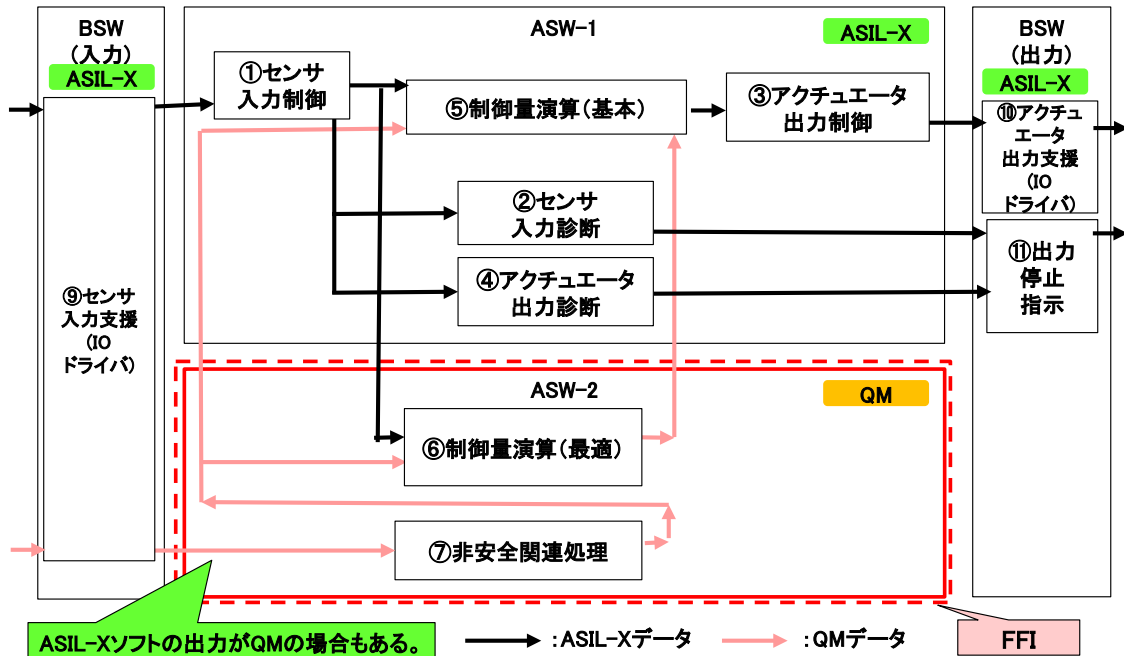 BSW
(入力)
ASIL-X
⑨センサ
入力支援
(IO
ドライバ)
ASW-1
ASIL-X
①センサ
入力制御
⑤制御量演算(基本)
③アクチュエータ
出力制御
②センサ
入力診断
④アクチュエータ
出力診断
BSW
(出力)
ASIL-X
⑩アクチュ
エータ
出力支援
(IO
ドライバ)
⑪出力
停止
指示
ASW-2
QM
⑥制御量演算(最適)
⑦非安全関連処理
ASIL-Xソフトの出力がQMの場合もある。
:ASIL-Xデータ
:QMデータ
FFI